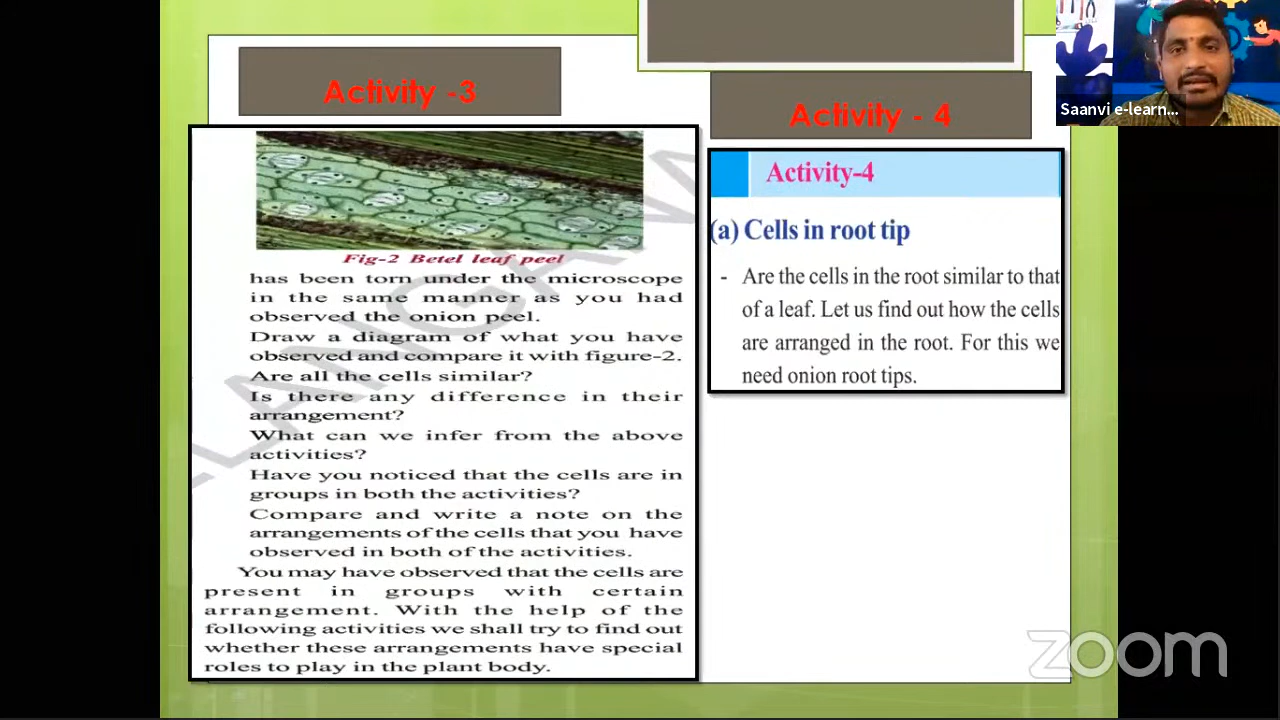 Activity -3
Fig-2 Betel leaf peel
has been torn under the microscope
in the same manner as you had
observed the onion peel.
Draw a diagram of what you have
observed and compare it with figure-2.
Are all the cells similar?
Is there any difference in their
arrangement?
What can we infer from the above
activities?
Have you noticed that the cells are in
groups in both the activities?
Compare and write a note on the
arrangements of the cells that you have
observed in both of the activities.
You may have observed that the cells are
present in groups with certain
arrangement. With the help of the
following activities we shall try to find out
whether these arrangements have special
roles to play in the plant body.
Activity - 4
Activity-4
(a) Cells in root tip
- Are the cells in the root similar to that
of a leaf. Let us find out how the cells
are arranged in the root. For this we
need onion root tips.
Saanvi e-learn...
zoom